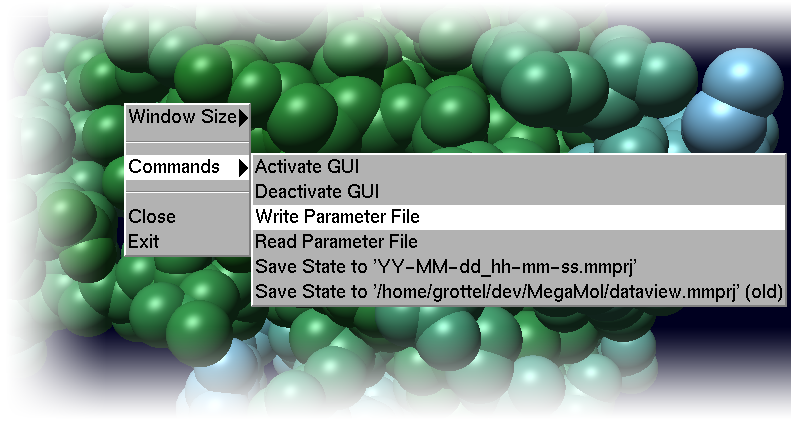 Window Size
Commands
Close
Exit
Activate GUI
Deactivate GUI
Write Parameter File
Read Parameter File
Save State to 'YY-MM-dd_hh-mm-ss.mmprj'
Save State to '/home/grottel/dev/MegaMol/dataview.mmprj' (old)